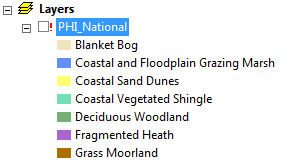 Layers
PHI_National
Blanket Bog
Coastal and Floodplain Grazing Marsh
Coastal Sand Dunes
Coastal Vegetated Shingle
Deciduous Woodland
Fragmented Heath
Grass Moorland